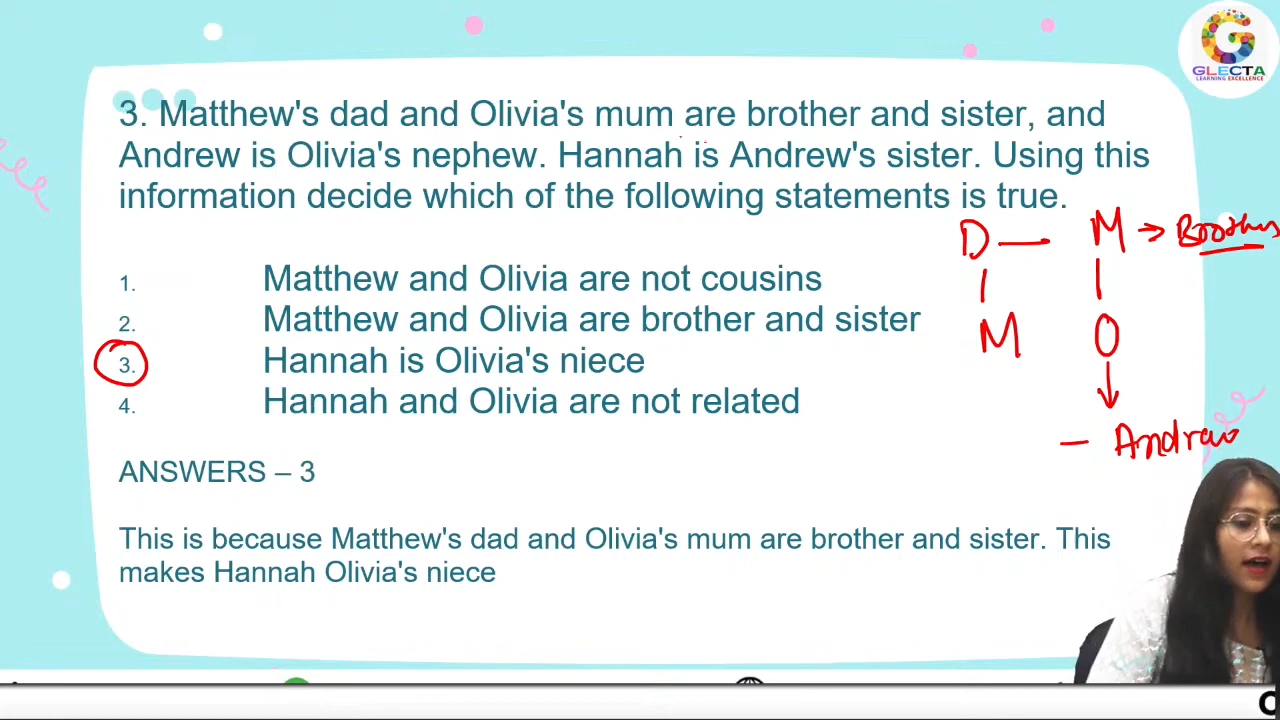 GLECTA
LEARNING EXCELLENCE
3. Matthew's dad and Olivia's mum are brother and sister, and
Andrew is Olivia's nephew. Hannah is Andrew's sister. Using this
information decide which of the following statements is true.
1. Matthew and Olivia are not cousins
2. Matthew and Olivia are brother and sister
3. Hannah is Olivia's niece
4. Hannah and Olivia are not related
D — M → Brother
M O
— Andrew
ANSWERS – 3
This is because Matthew's dad and Olivia's mum are brother and sister. This
makes Hannah Olivia's niece